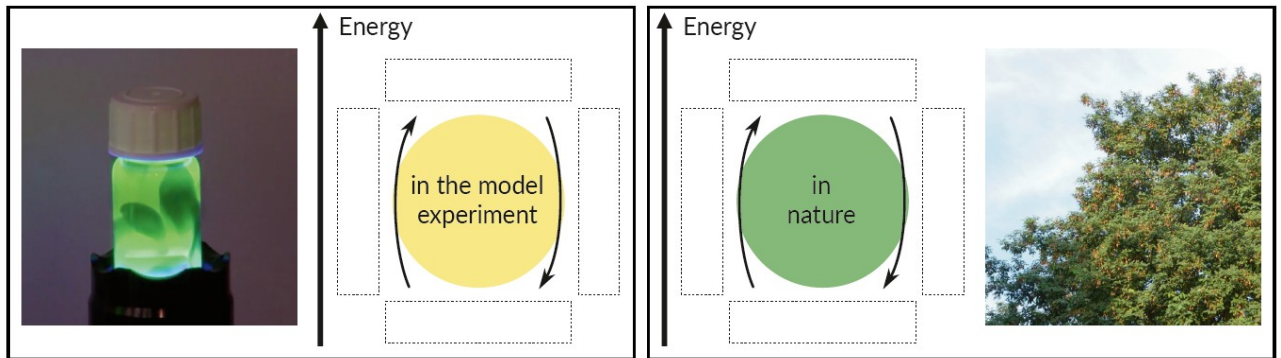 Energy
in the model
experiment
Energy
in
nature